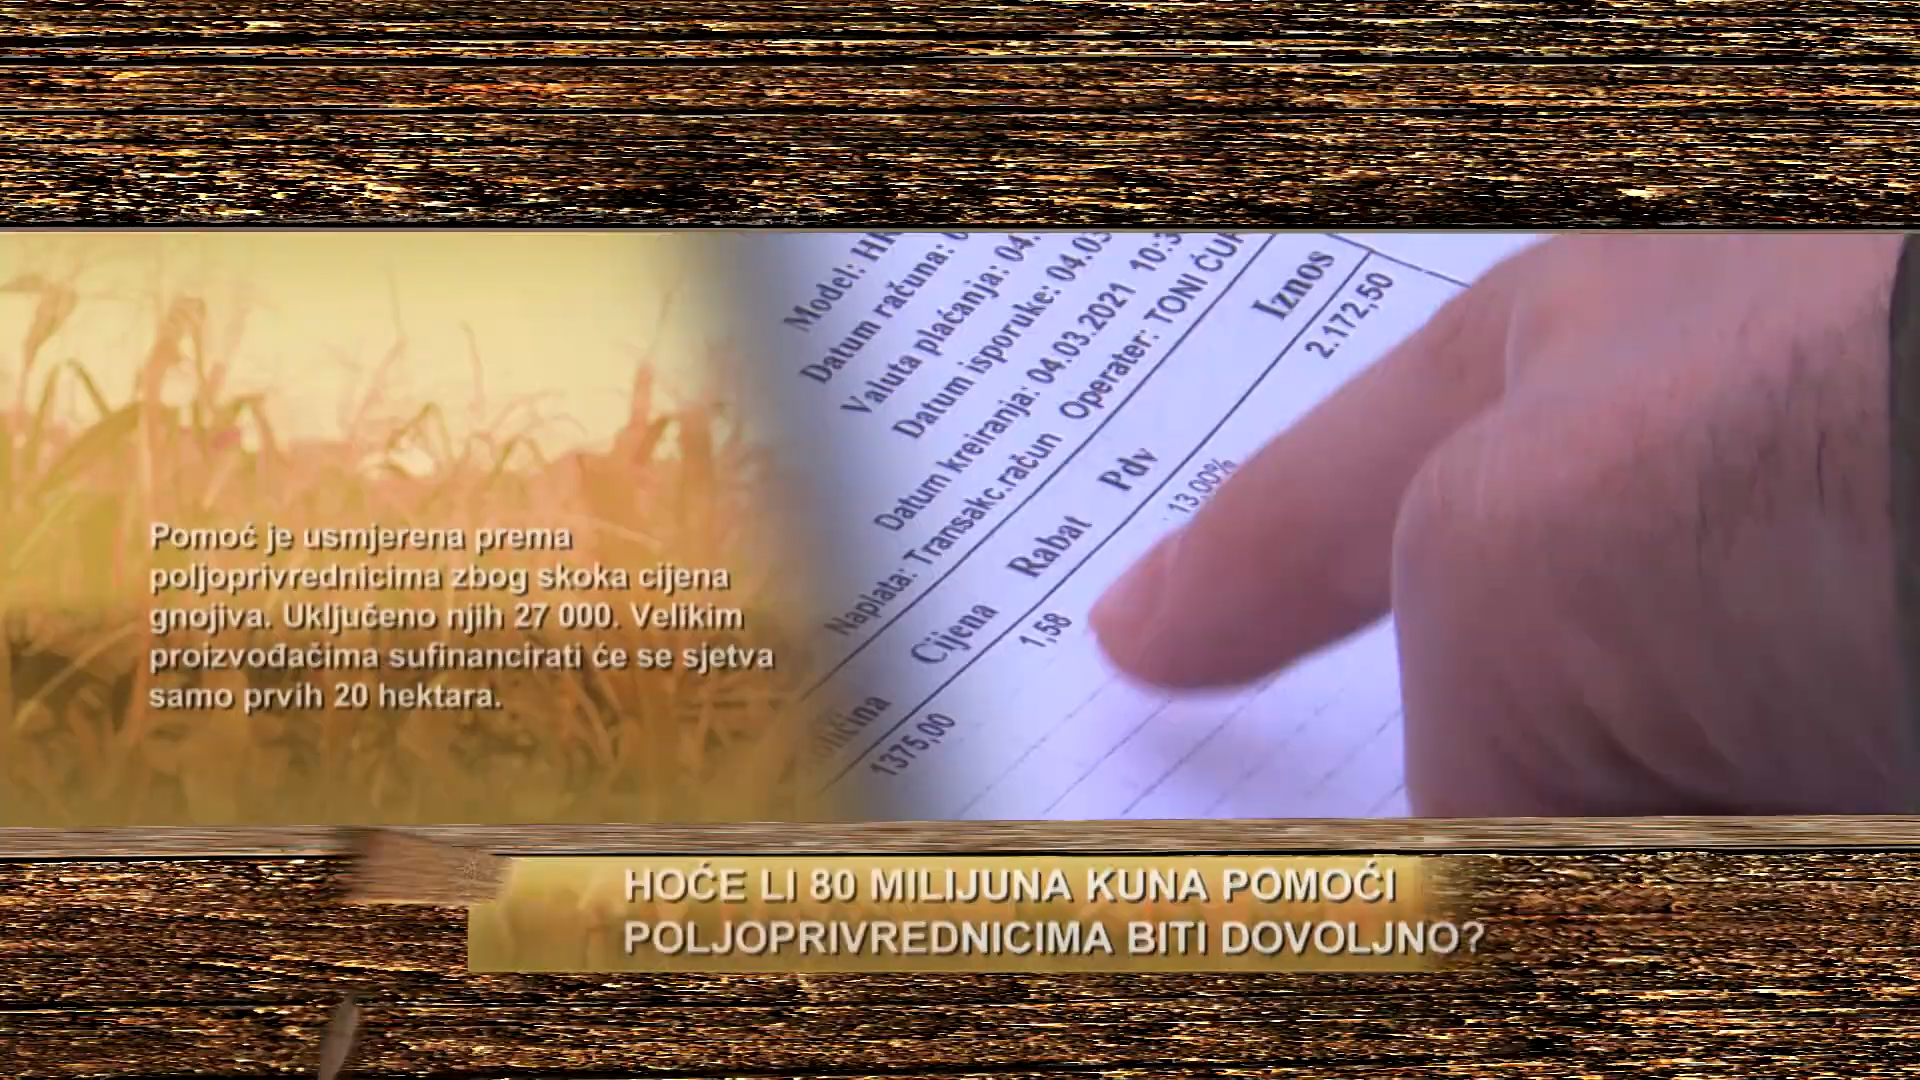 Pomoć je usmjerena prema
poljoprivrednicima zbog skoka cijena
gnojiva. Uključeno njih 27 000. Velikim
proizvođačima sufinancirati će se sjetva
samo prvih 20 hektara.
Model: HR
Datum računa:
Valuta plaćanja: 04.
Datum isporuke: 04.03
Datum kreiranja: 04.03.2021 10:3
Naplata: Transakc.račun Operater: TONI ĆUR
Cijena Rabat Pdv Iznos
1375,00 1,58 13,00% 2.172,50
HOĆE LI 80 MILIJUNA KUNA POMOĆI
POLJOPRIVREDNICIMA BITI DOVOLJNO?